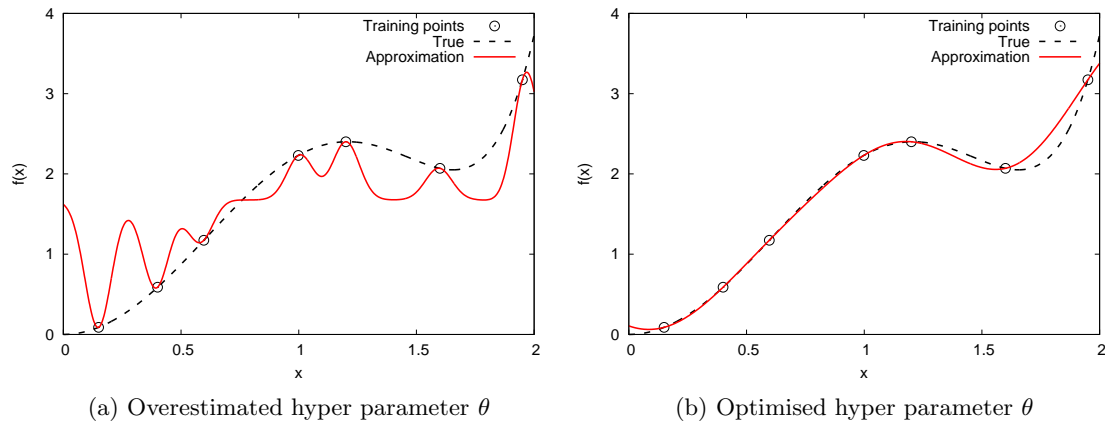 Training points
True
Approximation
f(x)
4
3
2
1
0
0
0.5
1
1.5
2
x
(a) Overestimated hyper parameter θ
Training points
True
Approximation
f(x)
4
3
2
1
0
0
0.5
1
1.5
2
x
(b) Optimised hyper parameter θ